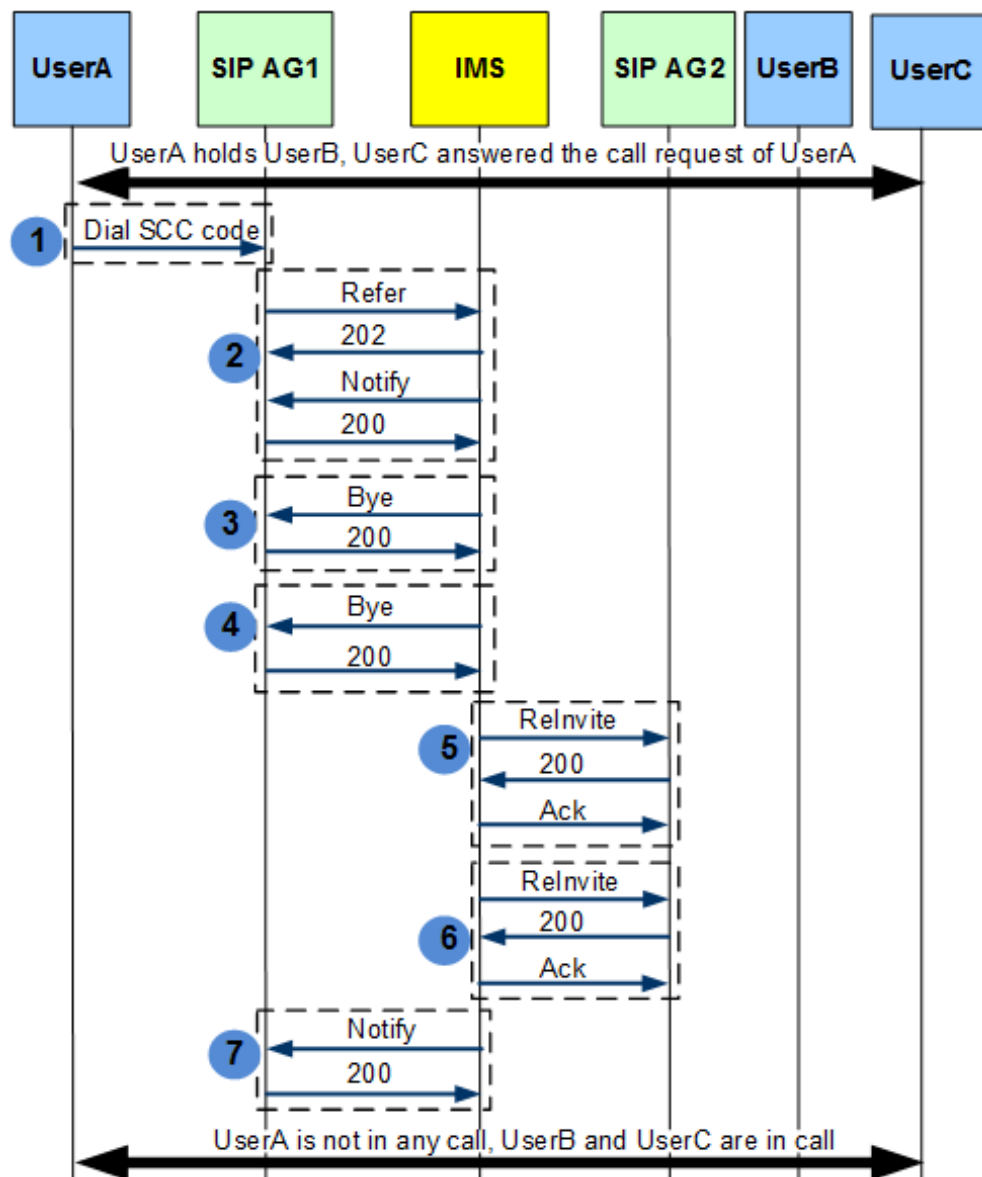 UserA
SIP AG1
IMS
SIP AG2
UserB
UserC
UserA holds UserB, UserC answered the call request of UserA
1
Dial SCC code
Refer
2
202
Notify
200
Bye
3
200
Bye
4
200
ReInvite
5
200
Ack
ReInvite
6
200
Ack
Notify
7
200
UserA is not in any call, UserB and UserC are in call